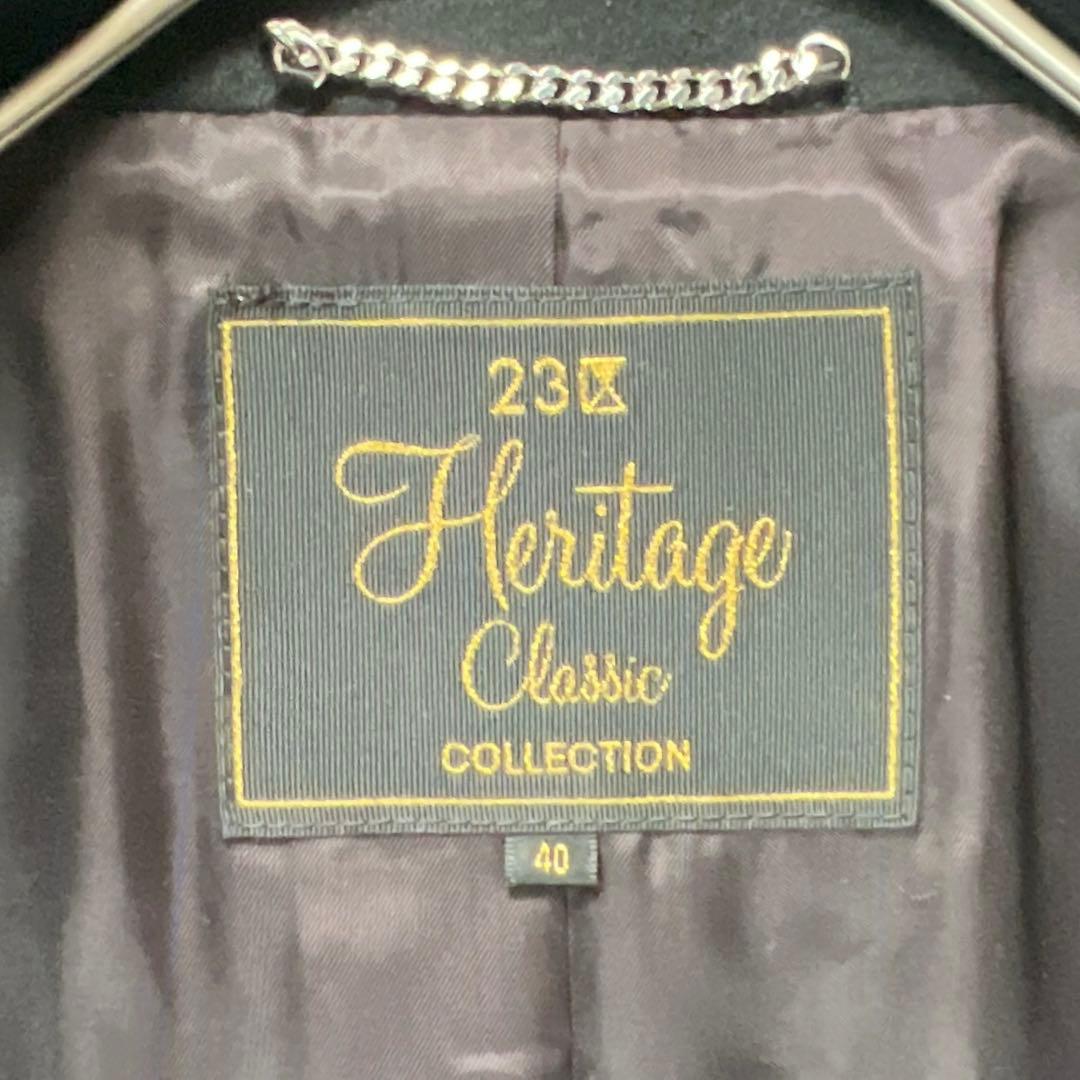 23区
Heritage
Classic
COLLECTION
40